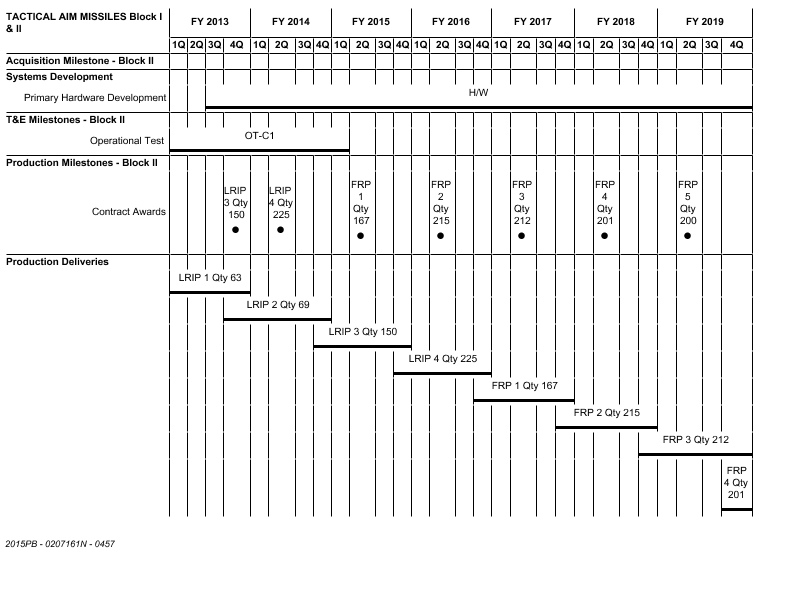 TACTICAL AIM MISSILES Block I
& II
FY 2013 FY 2014 FY 2015 FY 2016 FY 2017 FY 2018 FY 2019
1Q 2Q 3Q 4Q 1Q 2Q 3Q 4Q 1Q 2Q 3Q 4Q 1Q 2Q 3Q 4Q 1Q 2Q 3Q 4Q 1Q 2Q 3Q 4Q 1Q 2Q 3Q 4Q
Acquisition Milestone - Block II
Systems Development
Primary Hardware Development
H/W
T&E Milestones - Block II
Operational Test
OT-C1
Production Milestones - Block II
Contract Awards
LRIP
3 Qty
150
LRIP
4 Qty
225
FRP
1
Qty
167
FRP
2
Qty
215
FRP
3
Qty
212
FRP
4
Qty
201
FRP
5
Qty
200
Production Deliveries
LRIP 1 Qty 63
LRIP 2 Qty 69
LRIP 3 Qty 150
LRIP 4 Qty 225
FRP 1 Qty 167
FRP 2 Qty 215
FRP 3 Qty 212
FRP
4 Qty
201
2015PB - 0207161N - 0457